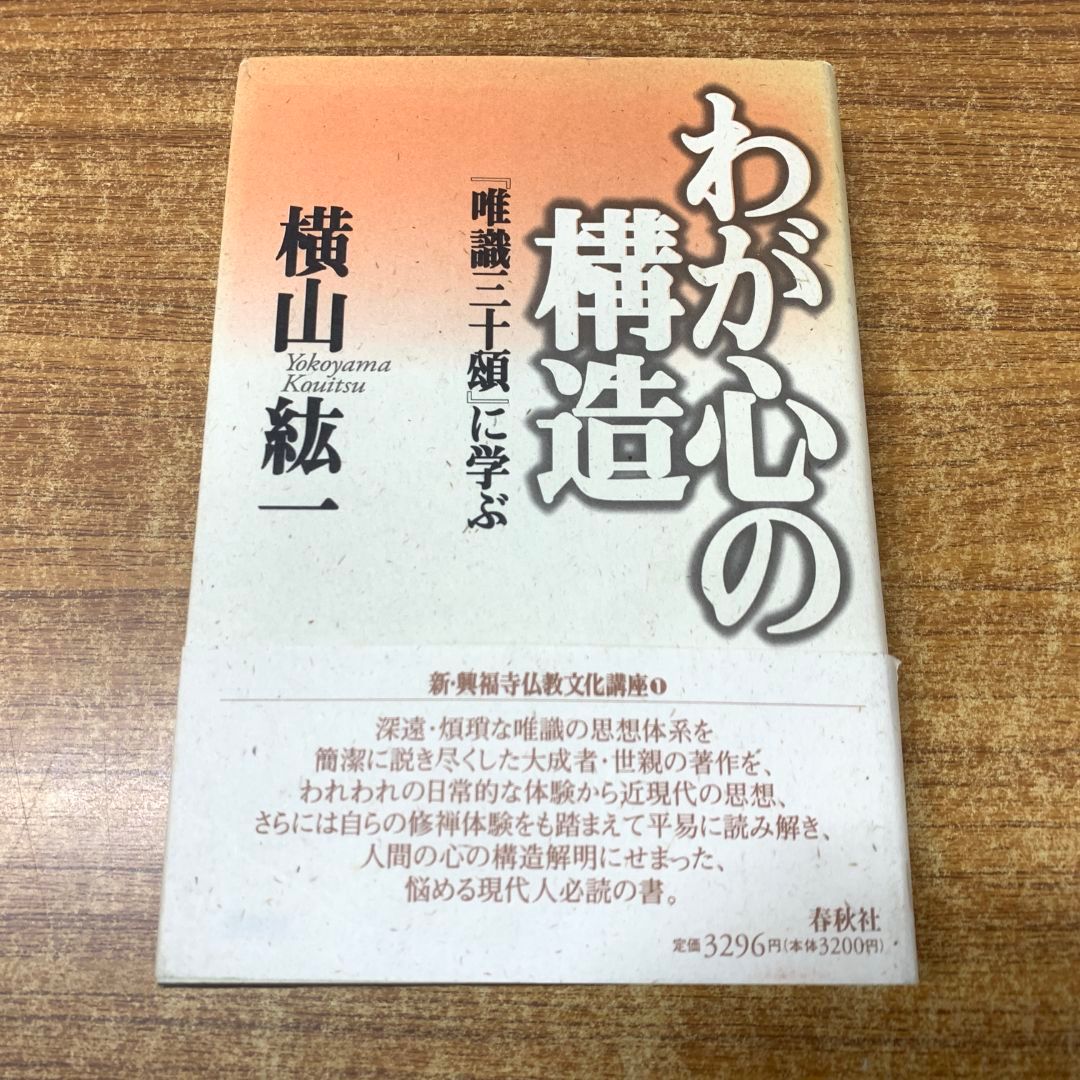 わが心の
構造
『唯識三十頌』に学ぶ
横山
Yokoyama
Kouitsu
紘一
新・興福寺仏教文化講座❶
深遠・煩瑣な唯識の思想体系を
簡潔に説き尽くした大成者・世親の著作を、
われわれの日常的な体験から近現代の思想、
さらには自らの修禅体験をも踏まえて平易に読み解き、
人間の心の構造解明にせまった、
悩める現代人必読の書。
春秋社
定価3296円(本体3200円)